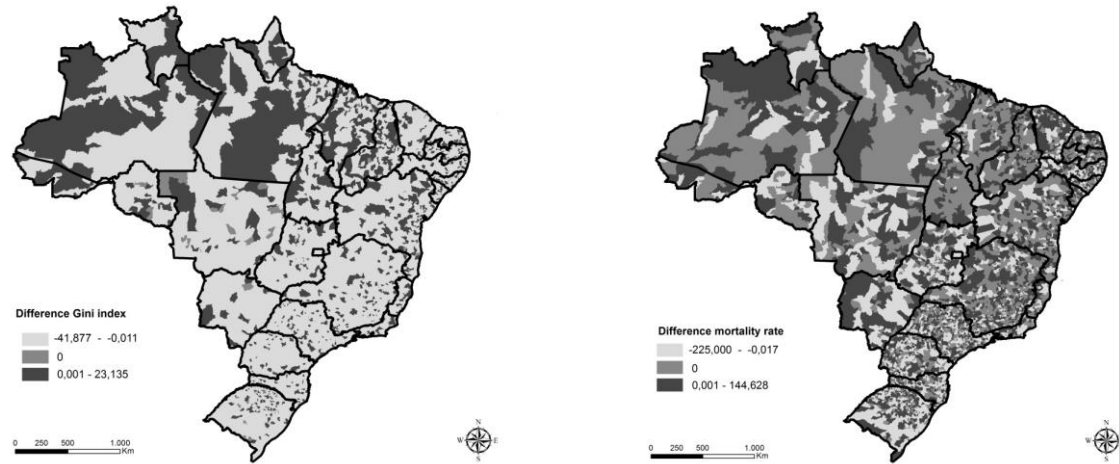 Difference Gini index
-41,877 - -0,011
0
0,001 - 23,135
0 250 500 1.000
Km
N
W E
S
Difference mortality rate
-225,000 - -0,017
0
0,001 - 144,628
0 250 500 1.000
Km
N
W E
S